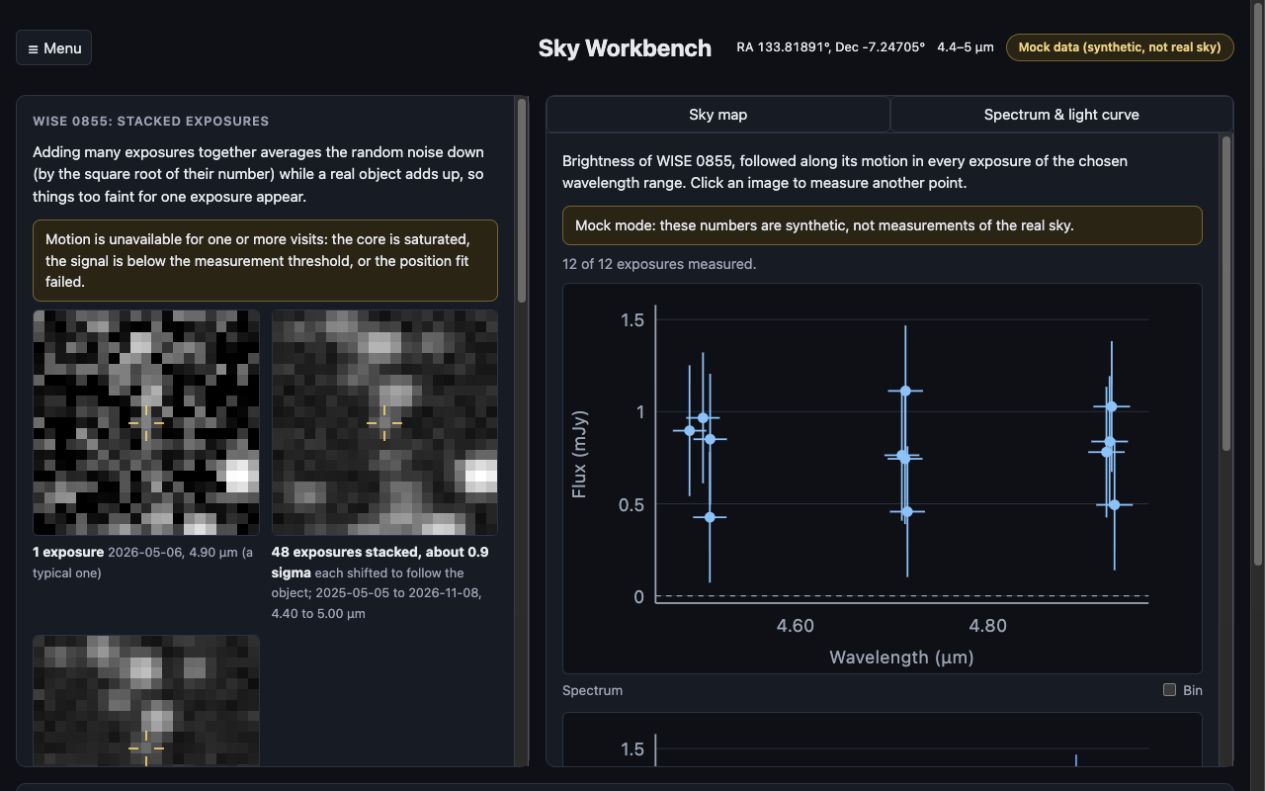 ≡ Menu
Sky Workbench
RA 133.81891°, Dec -7.24705°
4.4–5 μm
Mock data (synthetic, not real sky)
WISE 0855: STACKED EXPOSURES
Adding many exposures together averages the random noise down
(by the square root of their number) while a real object adds up, so
things too faint for one exposure appear.
Motion is unavailable for one or more visits: the core is saturated,
the signal is below the measurement threshold, or the position fit
failed.
1 exposure 2026-05-06, 4.90 μm (a
typical one)
48 exposures stacked, about 0.9
sigma each shifted to follow the
object; 2025-05-05 to 2026-11-08,
4.40 to 5.00 μm
Sky map
Spectrum & light curve
Brightness of WISE 0855, followed along its motion in every exposure of the chosen
wavelength range. Click an image to measure another point.
Mock mode: these numbers are synthetic, not measurements of the real sky.
12 of 12 exposures measured.
1.5
1
0.5
0
Flux (mJy)
4.60
4.80
Wavelength (μm)
Spectrum
Bin
1.5